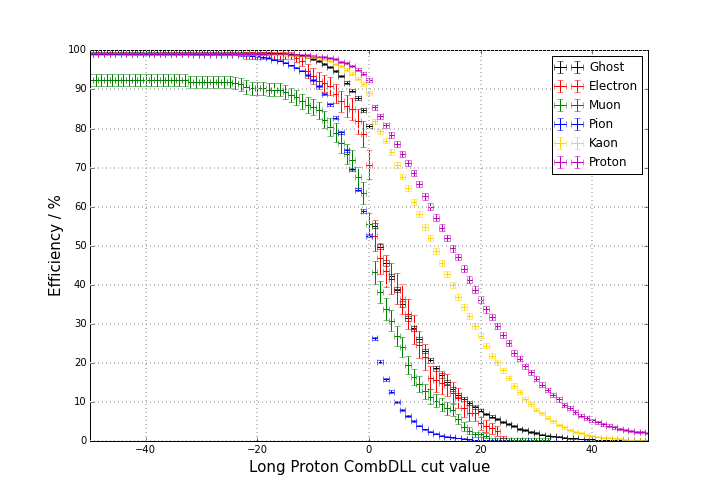 100
90
80
70
60
50
40
30
20
10
0
Efficiency / %
−40
−20
0
20
40
Long Proton CombDLL cut value
Ghost
Electron
Muon
Pion
Kaon
Proton